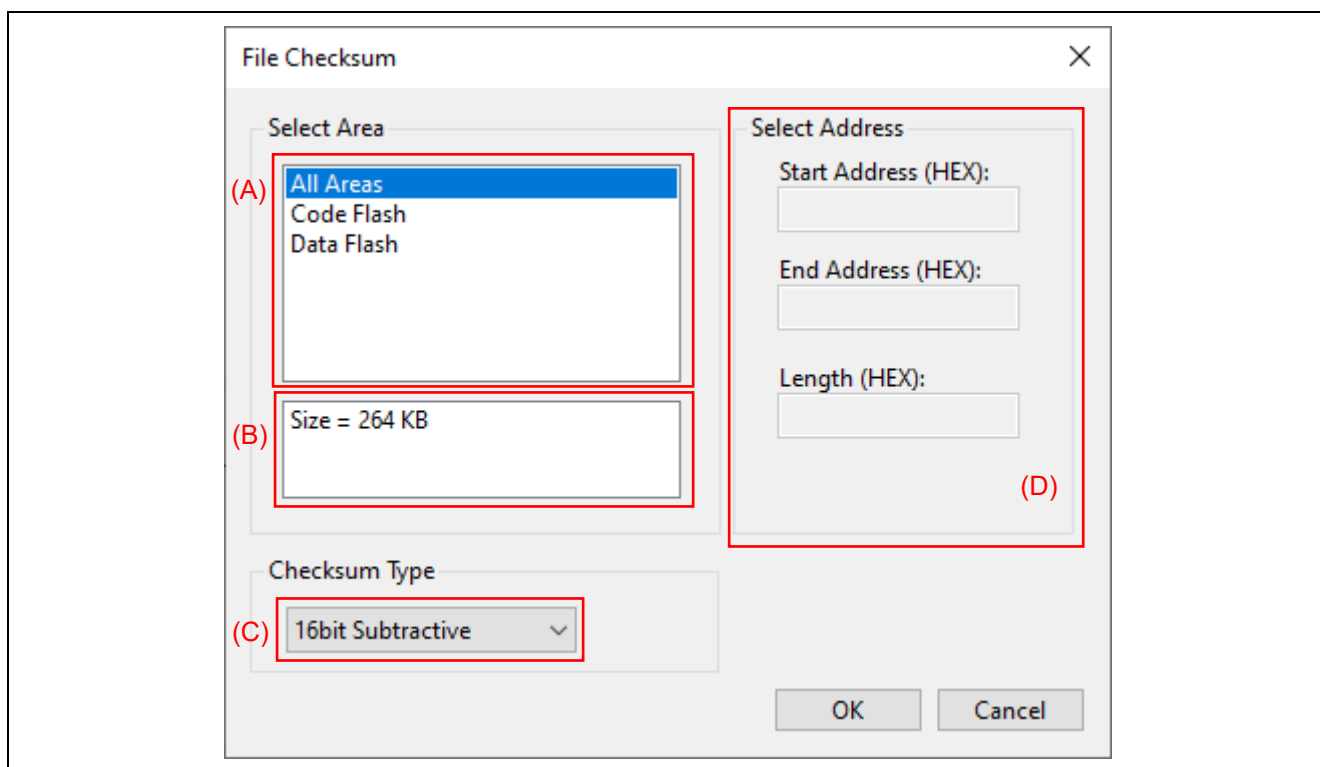 File Checksum
Select Area
(A)
All Areas
Code Flash
Data Flash
(B)
Size = 264 KB
Checksum Type
(C)
16bit Subtractive
Select Address
Start Address (HEX):
End Address (HEX):
Length (HEX):
(D)
OK
Cancel